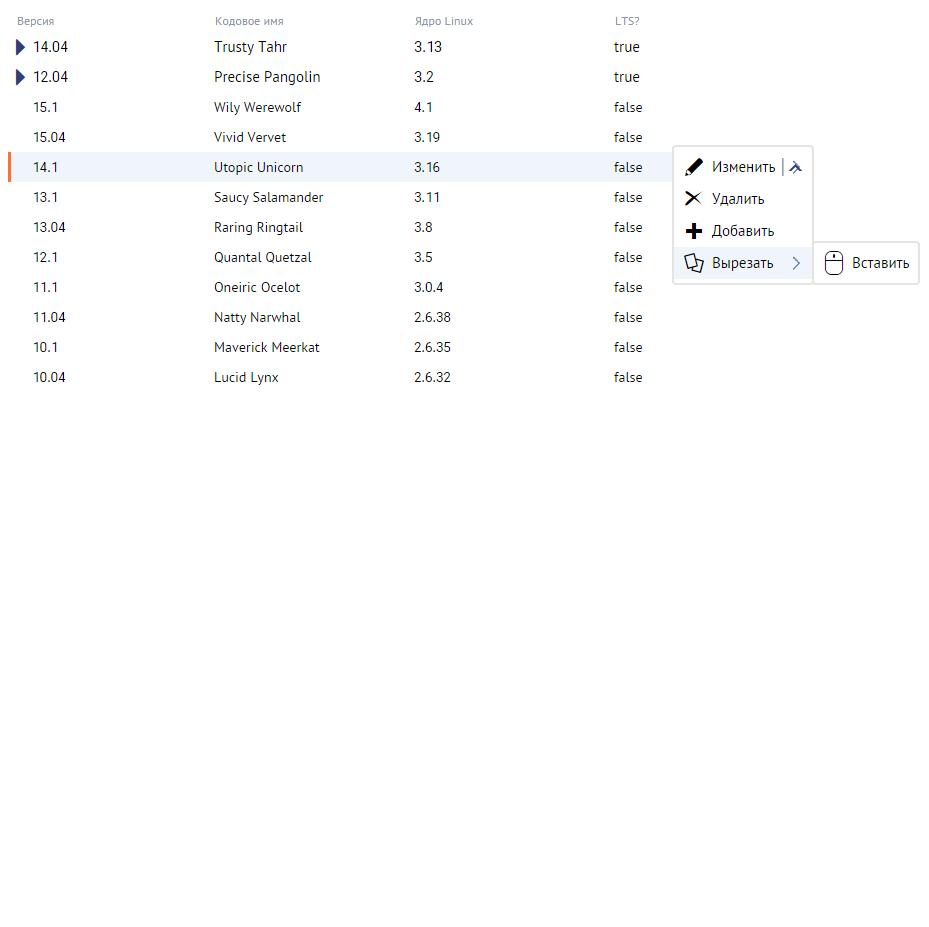 Версия Кодовое имя Ядро Linux LTS?
14.04 Trusty Tahr 3.13 true
12.04 Precise Pangolin 3.2 true
15.1 Wily Werewolf 4.1 false
15.04 Vivid Vervet 3.19 false
14.1 Utopic Unicorn 3.16 false Изменить
13.1 Saucy Salamander 3.11 false Удалить
13.04 Raring Ringtail 3.8 false Добавить
12.1 Quantal Quetzal 3.5 false Вырезать Вставить
11.1 Oneiric Ocelot 3.0.4 false
11.04 Natty Narwhal 2.6.38 false
10.1 Maverick Meerkat 2.6.35 false
10.04 Lucid Lynx 2.6.32 false